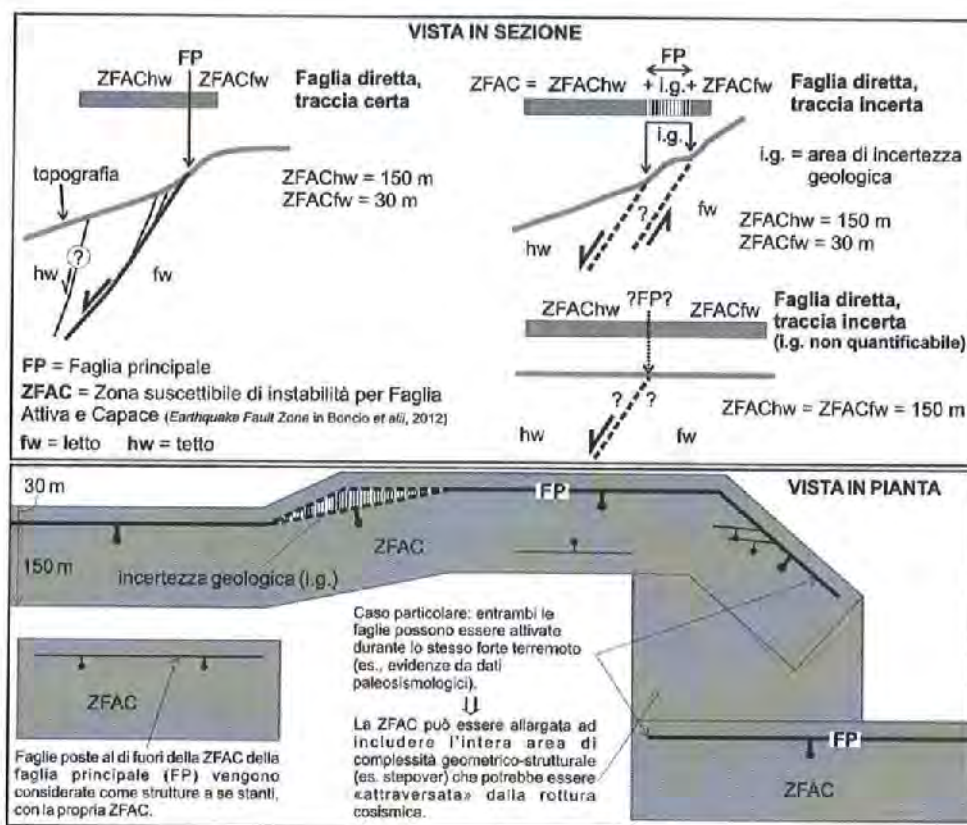 VISTA IN SEZIONE
FP
ZFAChw ZFACfw
Faglia diretta,
traccia certa
topografia
ZFAChw = 150 m
ZFACfw = 30 m
?
hw
fw
FP = Faglia principale
ZFAC = Zona suscettibile di instabilità per Faglia
Attiva e Capace (Earthquake Fault Zone in Boncio et alii, 2012)
fw = letto hw = tetto
FP
ZFAC = ZFAChw + i.g.+ ZFACfw
Faglia diretta,
traccia incerta
i.g.
i.g. = area di incertezza
geologica
?
fw
hw
ZFAChw = 150 m
ZFACfw = 30 m
ZFAChw ?FP? ZFACfw
Faglia diretta,
traccia incerta
(i.g. non quantificabile)
? ?
hw
fw
ZFAChw = ZFACfw = 150 m
VISTA IN PIANTA
30 m
FP
150 m
ZFAC
incertezza geologica (i.g.)
ZFAC
Faglie poste al di fuori della ZFAC della
faglia principale (FP) vengono
considerate come strutture a se stanti,
con la propria ZFAC.
Caso particolare: entrambi le
faglie possono essere attivate
durante lo stesso forte terremoto
(es., evidenze da dati
paleosismologici).
La ZFAC può essere allargata ad
includere l'intera area di
complessità geometrico-strutturale
(es. stepover) che potrebbe essere
«attraversata» dalla rottura
cosismica.
FP
ZFAC